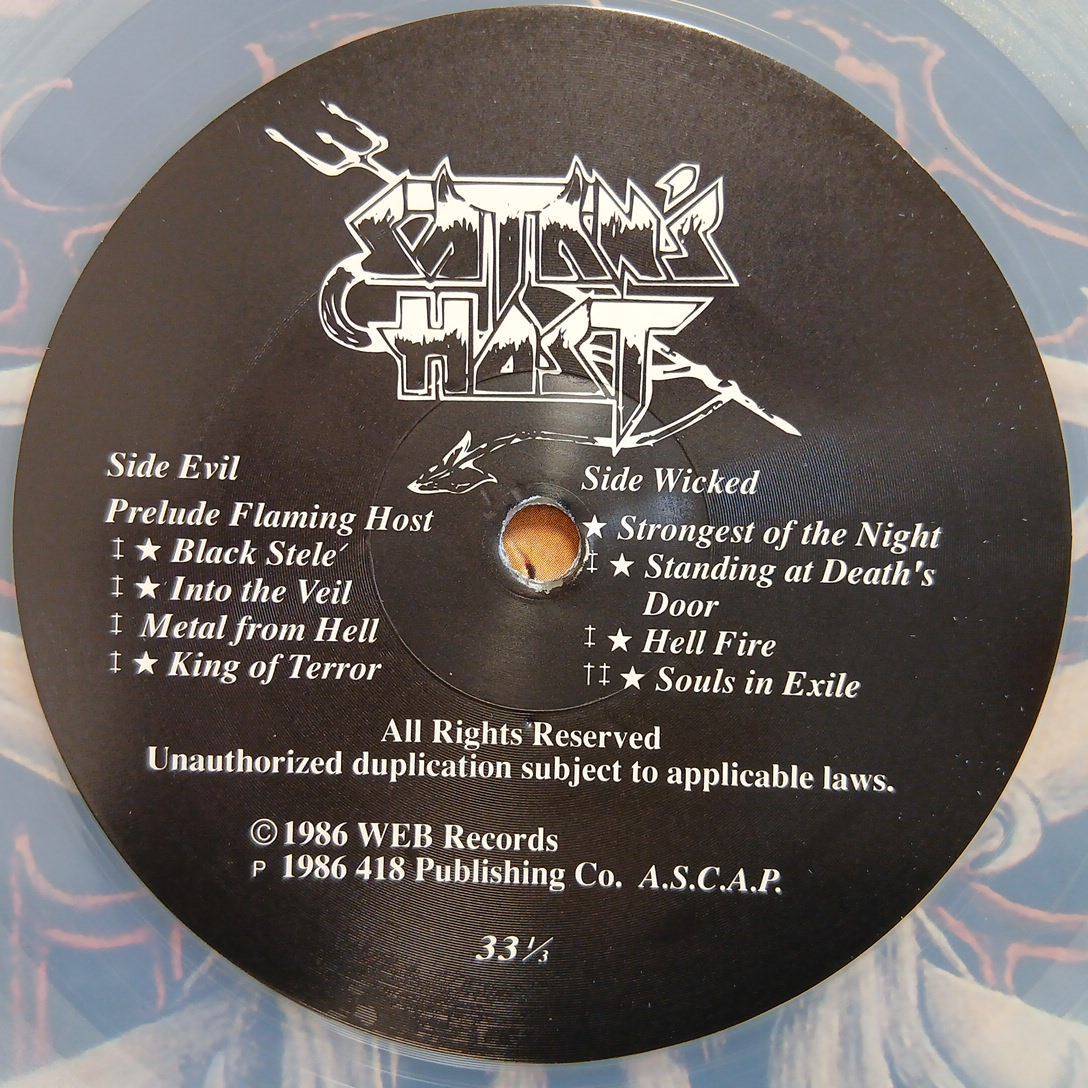 SATAN'S
HOST
Side Evil
Prelude Flaming Host
‡ ★ Black Stele´
‡ ★ Into the Veil
‡ Metal from Hell
‡ ★ King of Terror
Side Wicked
★ Strongest of the Night
‡ ★ Standing at Death's
Door
‡ ★ Hell Fire
†‡ ★ Souls in Exile
All Rights Reserved
Unauthorized duplication subject to applicable laws.
© 1986 WEB Records
P 1986 418 Publishing Co. A.S.C.A.P.
33 ⅓